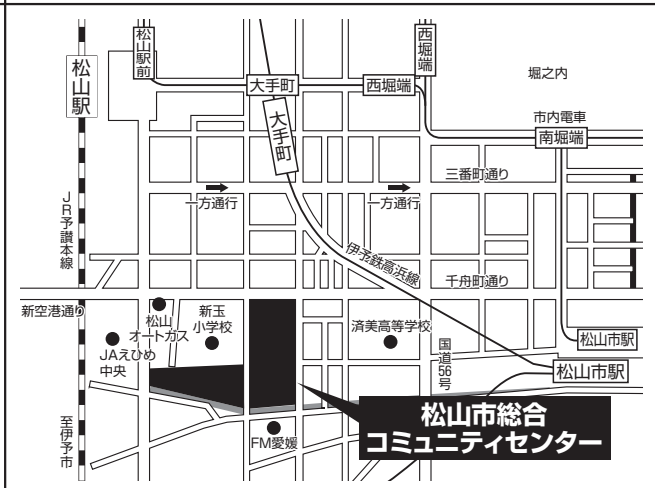 松山駅
松山駅前
大手町
大手町
西堀端
西堀端
堀之内
市内電車
南堀端
三番町通り
一方通行
一方通行
JR予讃本線
伊予鉄高浜線
千舟町通り
新空港通り
松山
オートガス
新玉
小学校
済美高等学校
JAえひめ
中央
国道56号
松山市駅
松山市駅
至伊予市
FM愛媛
松山市総合
コミュニティセンター